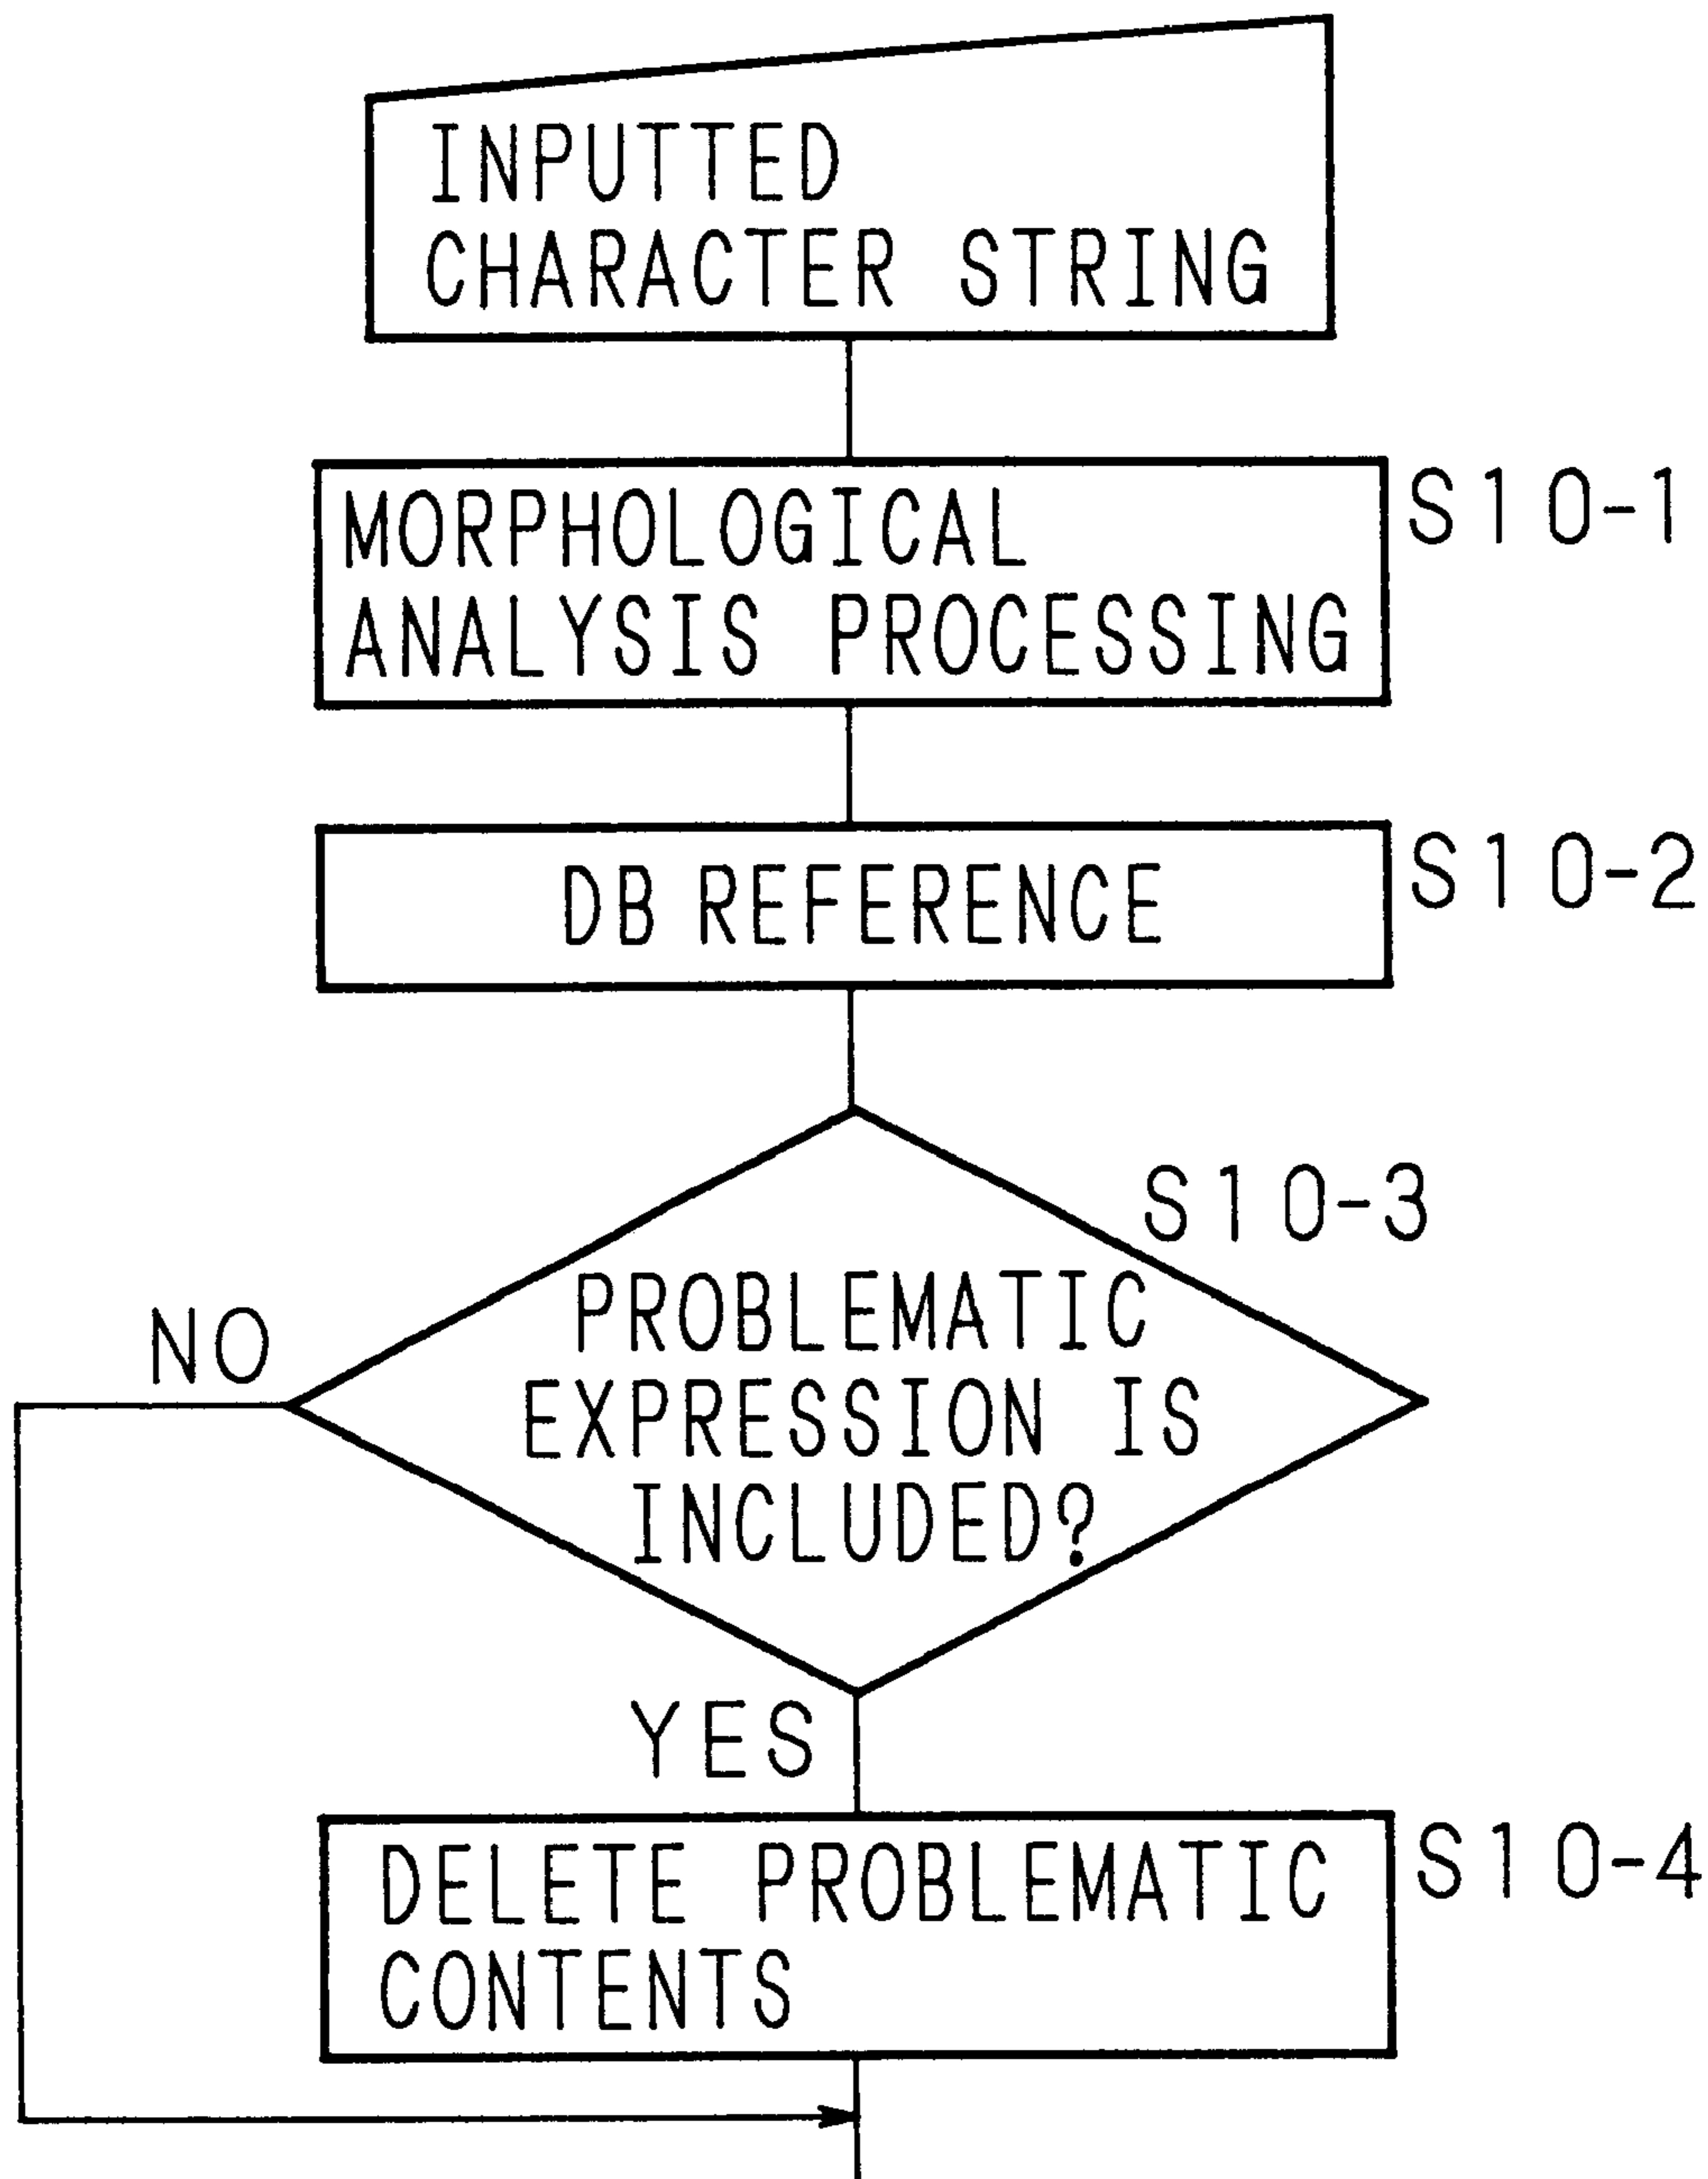 INPUTTED
CHARACTER STRING
MORPHOLOGICAL
ANALYSIS PROCESSING
S10-1
DB REFERENCE
S10-2
S10-3
PROBLEMATIC
EXPRESSION IS
INCLUDED?
NO
YES
DELETE PROBLEMATIC
CONTENTS
S10-4